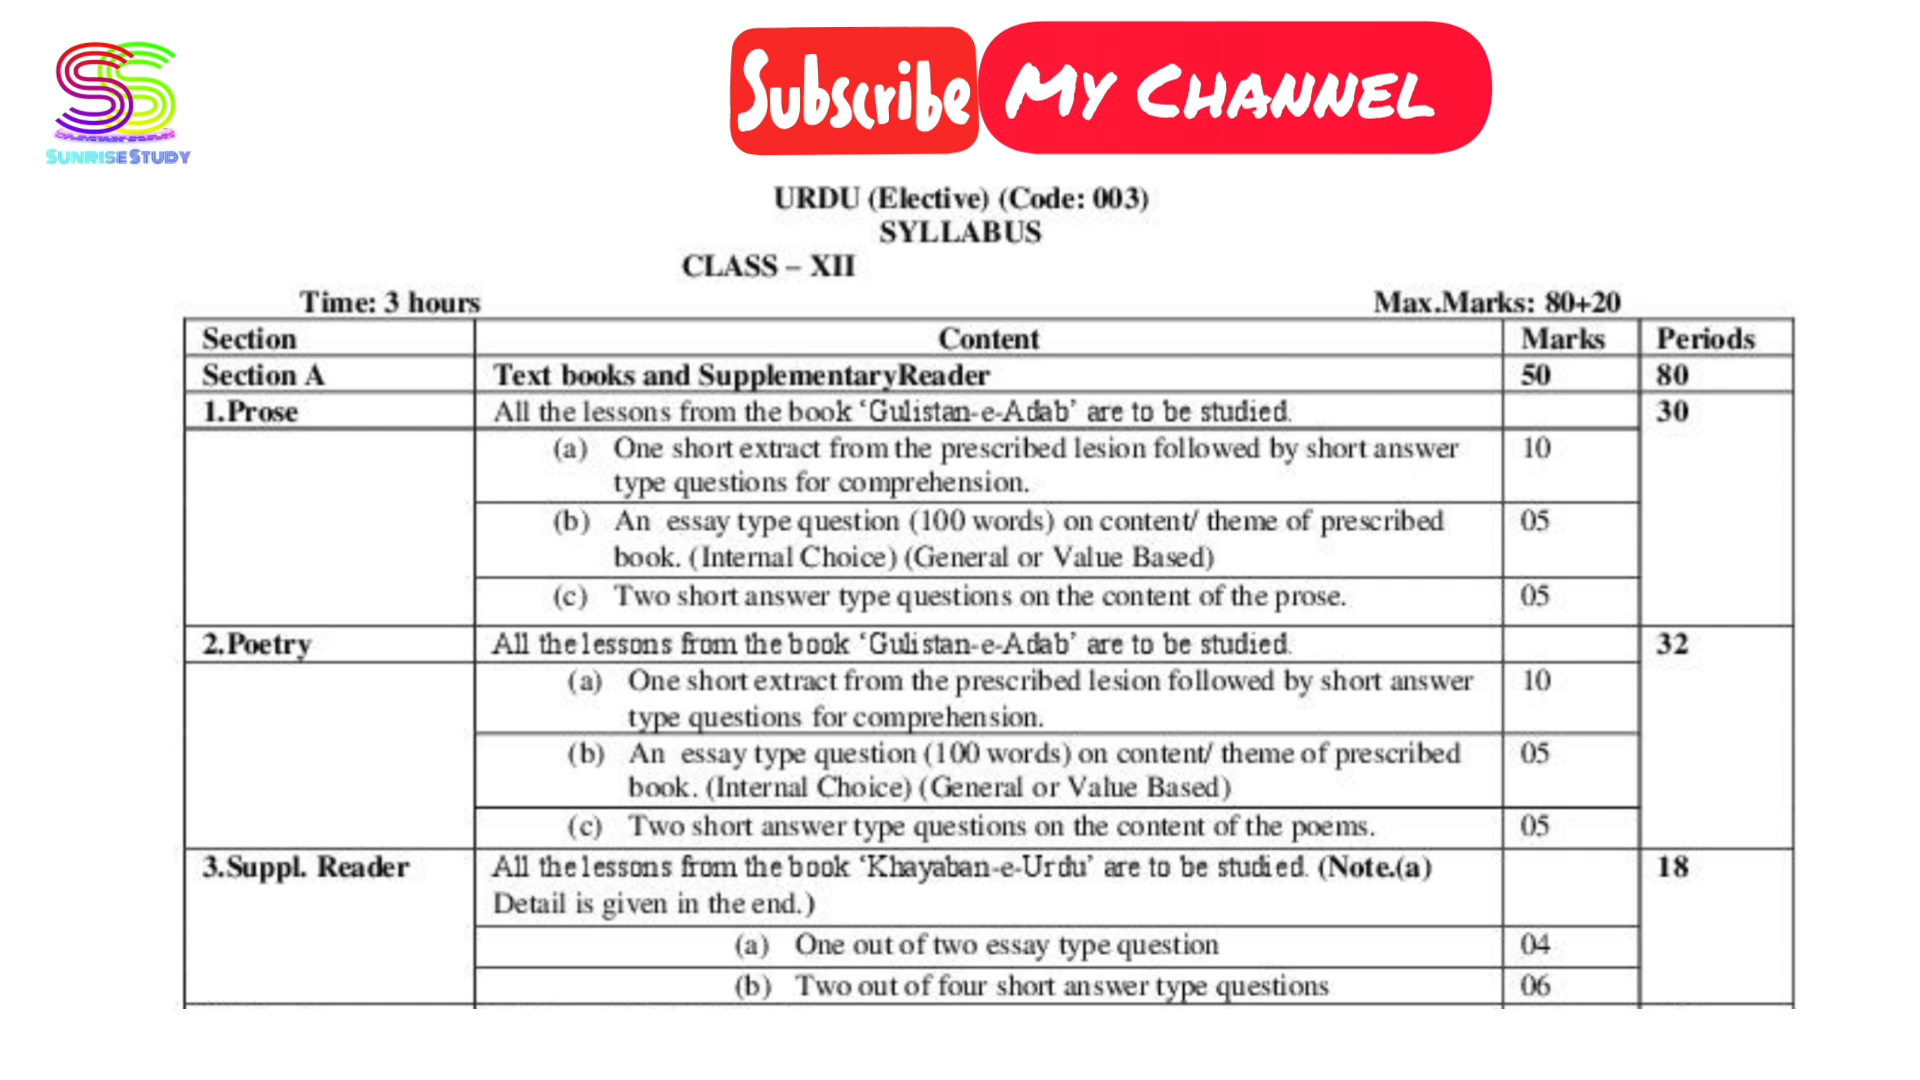 SS
SUNRISE STUDY
Subscribe MY CHANNEL
URDU (Elective) (Code: 003)
SYLLABUS
CLASS – XII
Time: 3 hours Max.Marks: 80+20
Section Content Marks Periods
Section A Text books and SupplementaryReader 50 80
1.Prose All the lessons from the book ‘Gulistan-e-Adab’ are to be studied. 30
(a) One short extract from the prescribed lesion followed by short answer 10
type questions for comprehension.
(b) An essay type question (100 words) on content/ theme of prescribed 05
book. (Internal Choice) (General or Value Based)
(c) Two short answer type questions on the content of the prose. 05
2.Poetry All the lessons from the book ‘Gulistan-e-Adab’ are to be studied. 32
(a) One short extract from the prescribed lesion followed by short answer 10
type questions for comprehension.
(b) An essay type question (100 words) on content/ theme of prescribed 05
book. (Internal Choice) (General or Value Based)
(c) Two short answer type questions on the content of the poems. 05
3.Suppl. Reader All the lessons from the book ‘Khayaban-e-Urdu’ are to be studied. (Note.(a) 18
Detail is given in the end.)
(a) One out of two essay type question 04
(b) Two out of four short answer type questions 06